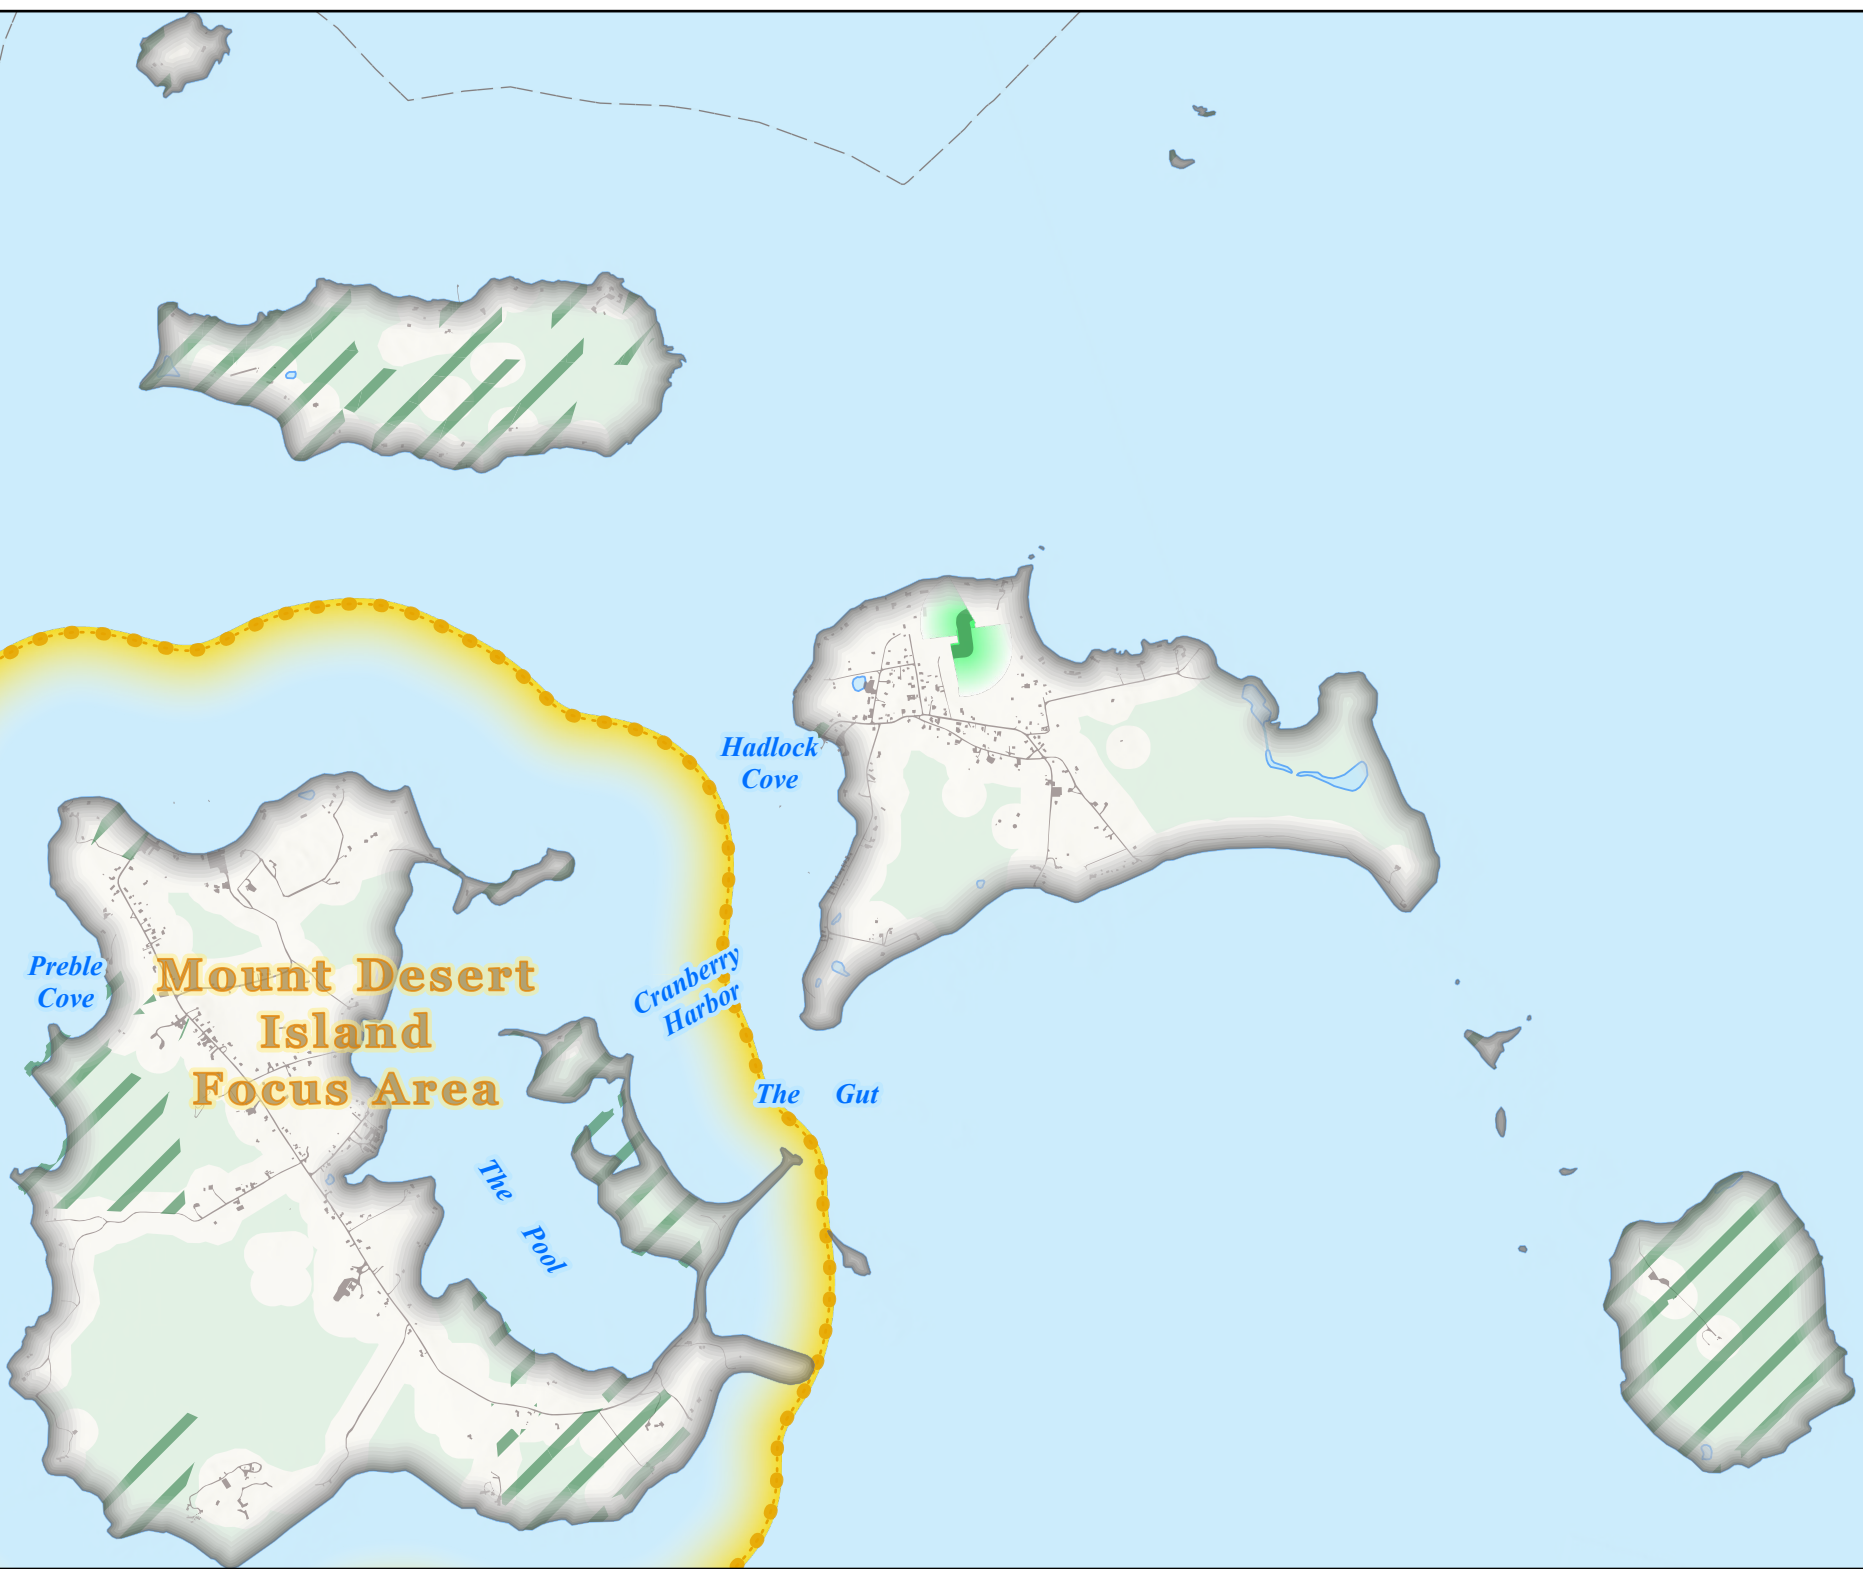 Hadlock
Cove
Preble
Cove
Mount Desert
Island
Focus Area
Cranberry
Harbor
The Gut
The Pool